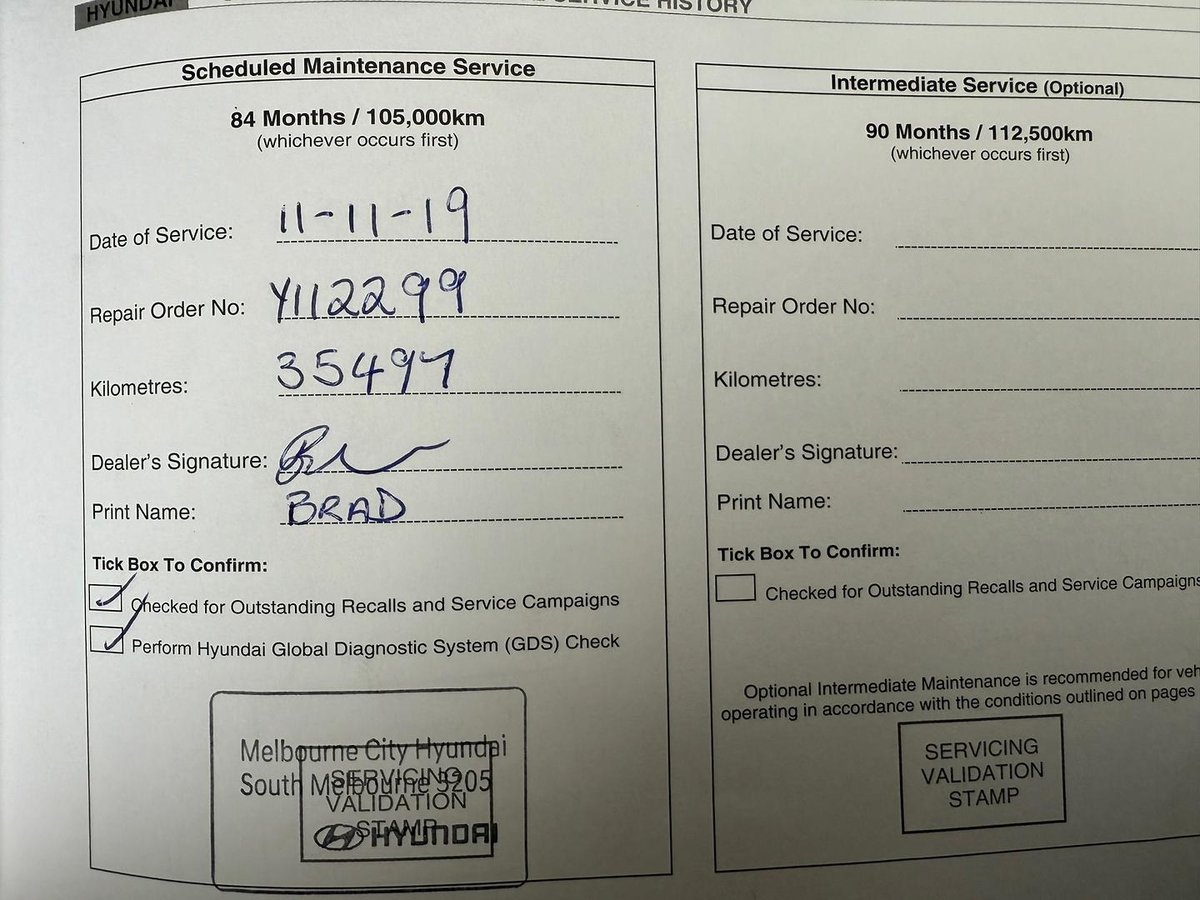 HYUNDAI
SERVICE HISTORY
Scheduled Maintenance Service
84 Months / 105,000km
(whichever occurs first)
Date of Service: 11-11-19
Repair Order No: Y112299
Kilometres: 35497
Dealer's Signature:
Print Name: BRAD
Tick Box To Confirm:
Checked for Outstanding Recalls and Service Campaigns
Perform Hyundai Global Diagnostic System (GDS) Check
Melbourne City Hyundai
South Melbourne 3205
SERVICING
VALIDATION
STAMP
HYUNDAI
Intermediate Service (Optional)
90 Months / 112,500km
(whichever occurs first)
Date of Service:
Repair Order No:
Kilometres:
Dealer's Signature:
Print Name:
Tick Box To Confirm:
Checked for Outstanding Recalls and Service Campaigns
Optional Intermediate Maintenance is recommended for
operating in accordance with the conditions outlined on pages
SERVICING
VALIDATION
STAMP